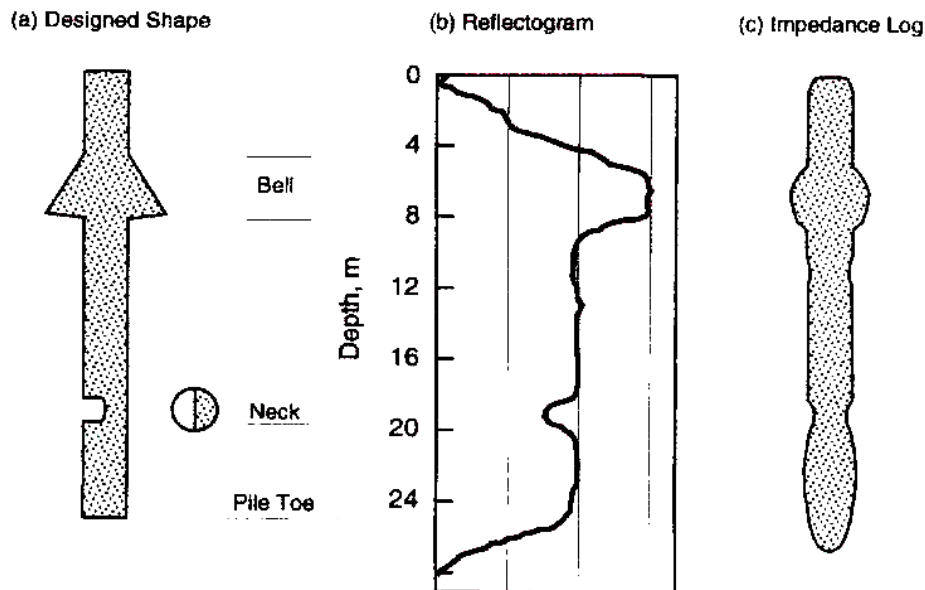 (a) Designed Shape
(b) Reflectogram
(c) Impedance Log
Bell
Neck
Pile Toe
Depth, m
0
4
8
12
16
20
24